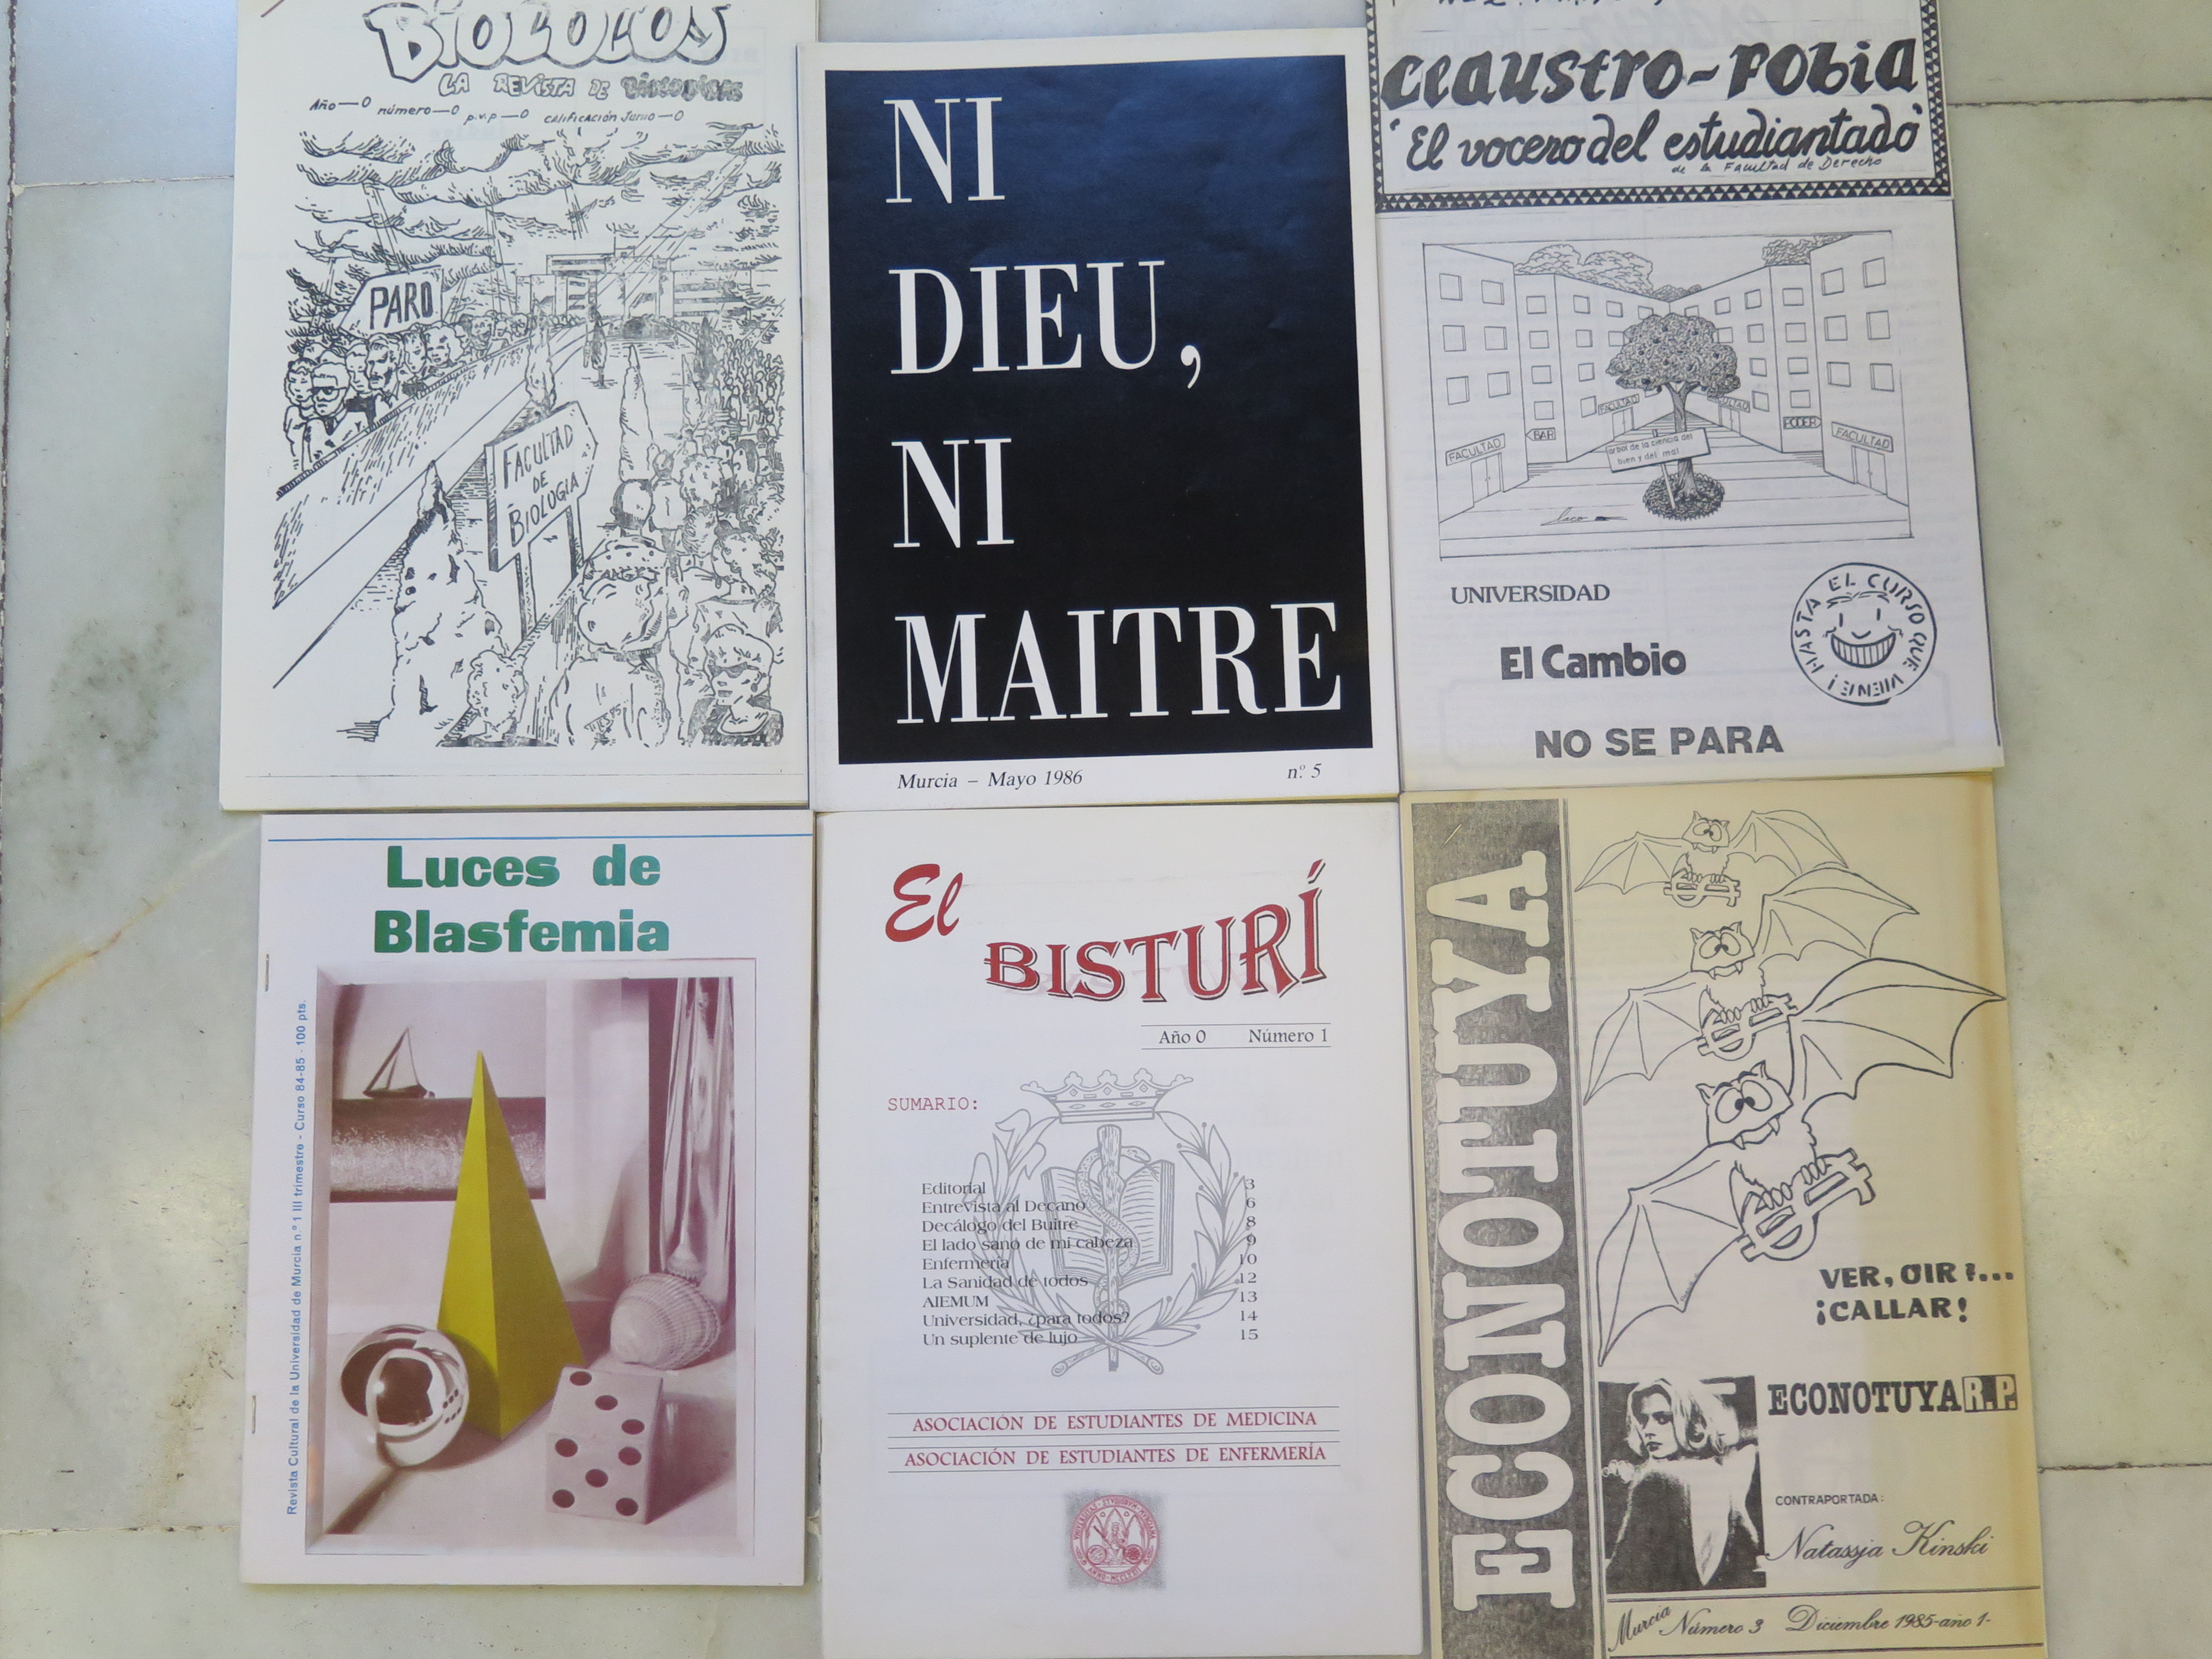 BIOLOCOS
LA REVISTA DE
Año—0 número—0 p.v.p—0 calificación Junio—0
PARO
FACULTAD
DE
BIOLOGIA
NI
DIEU,
NI
MAITRE
Murcia – Mayo 1986 nº 5
Claustro-Fobia
"El vocero del estudiantado"
de la Facultad de Derecho
FACULTAD
BAR
FACULTAD
FACULTAD
PODER
FACULTAD
arbol de la ciencia del
bien y del mal
UNIVERSIDAD
El Cambio
NO SE PARA
HASTA EL CURSO QUE VIENE!
Luces de
Blasfemia
Revista Cultural de la Universidad de Murcia nº 1 III trimestre - Curso 84-85 - 100 pts.
El
BISTURÍ
Año 0 Número 1
SUMARIO:
Editorial 3
Entrevista al Decano 6
Decálogo del Buitre 8
El lado sano de mi cabeza 9
Enfermería 10
La Sanidad de todos 12
AIEMUM 13
Universidad, ¿para todos? 14
Un suplente de lujo 15
ASOCIACIÓN DE ESTUDIANTES DE MEDICINA
ASOCIACIÓN DE ESTUDIANTES DE ENFERMERÍA
ECONOTUYA
VER, OIR ?...
¡CALLAR!
ECONOTUYA R.P.
CONTRAPORTADA:
Natassja Kinski
Murcia Número 3 Diciembre 1985-año 1-